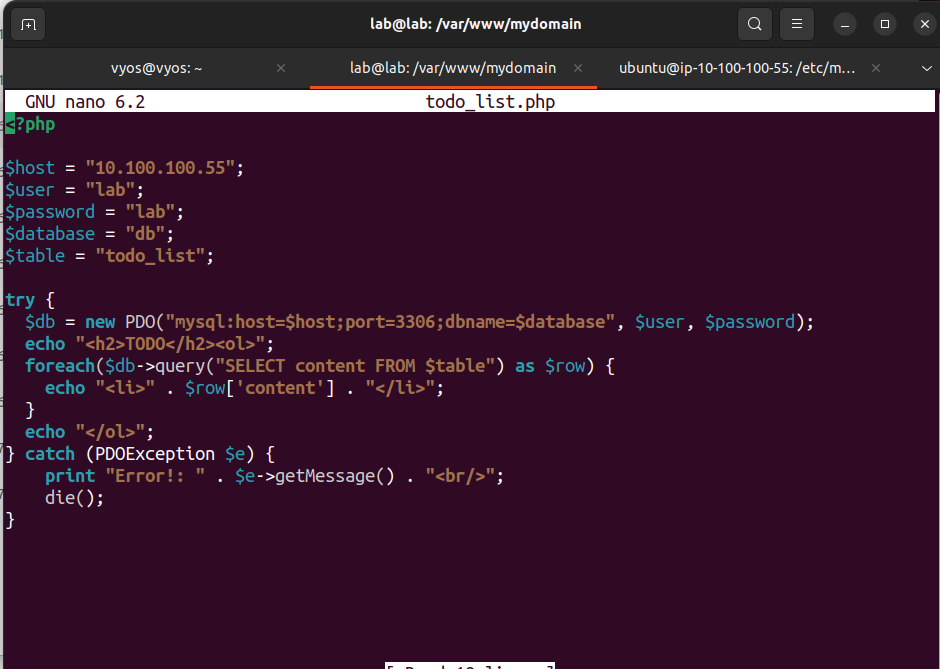 lab@lab: /var/www/mydomain
vyos@vyos: ~
lab@lab: /var/www/mydomain
ubuntu@ip-10-100-100-55: /etc/m...
GNU nano 6.2 todo_list.php
<?php
$host = "10.100.100.55";
$user = "lab";
$password = "lab";
$database = "db";
$table = "todo_list";
try {
  $db = new PDO("mysql:host=$host;port=3306;dbname=$database", $user, $password);
  echo "<h2>TODO</h2><ol>";
  foreach($db->query("SELECT content FROM $table") as $row) {
    echo "<li>" . $row['content'] . "</li>";
  }
  echo "</ol>";
} catch (PDOException $e) {
    print "Error!: " . $e->getMessage() . "<br/>";
    die();
}